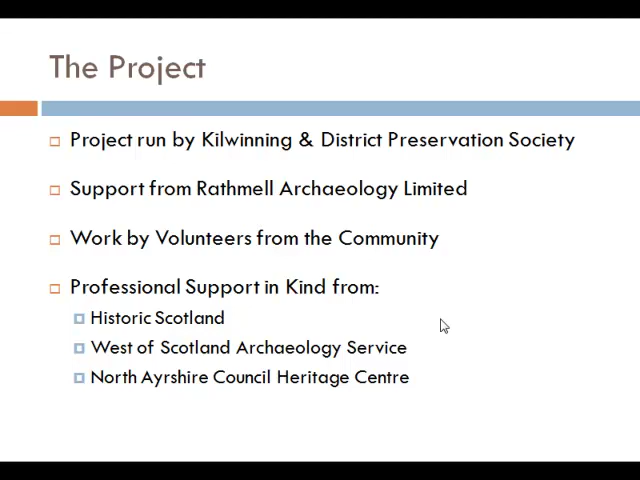 The Project
Project run by Kilwinning & District Preservation Society
Support from Rathmell Archaeology Limited
Work by Volunteers from the Community
Professional Support in Kind from:
Historic Scotland
West of Scotland Archaeology Service
North Ayrshire Council Heritage Centre